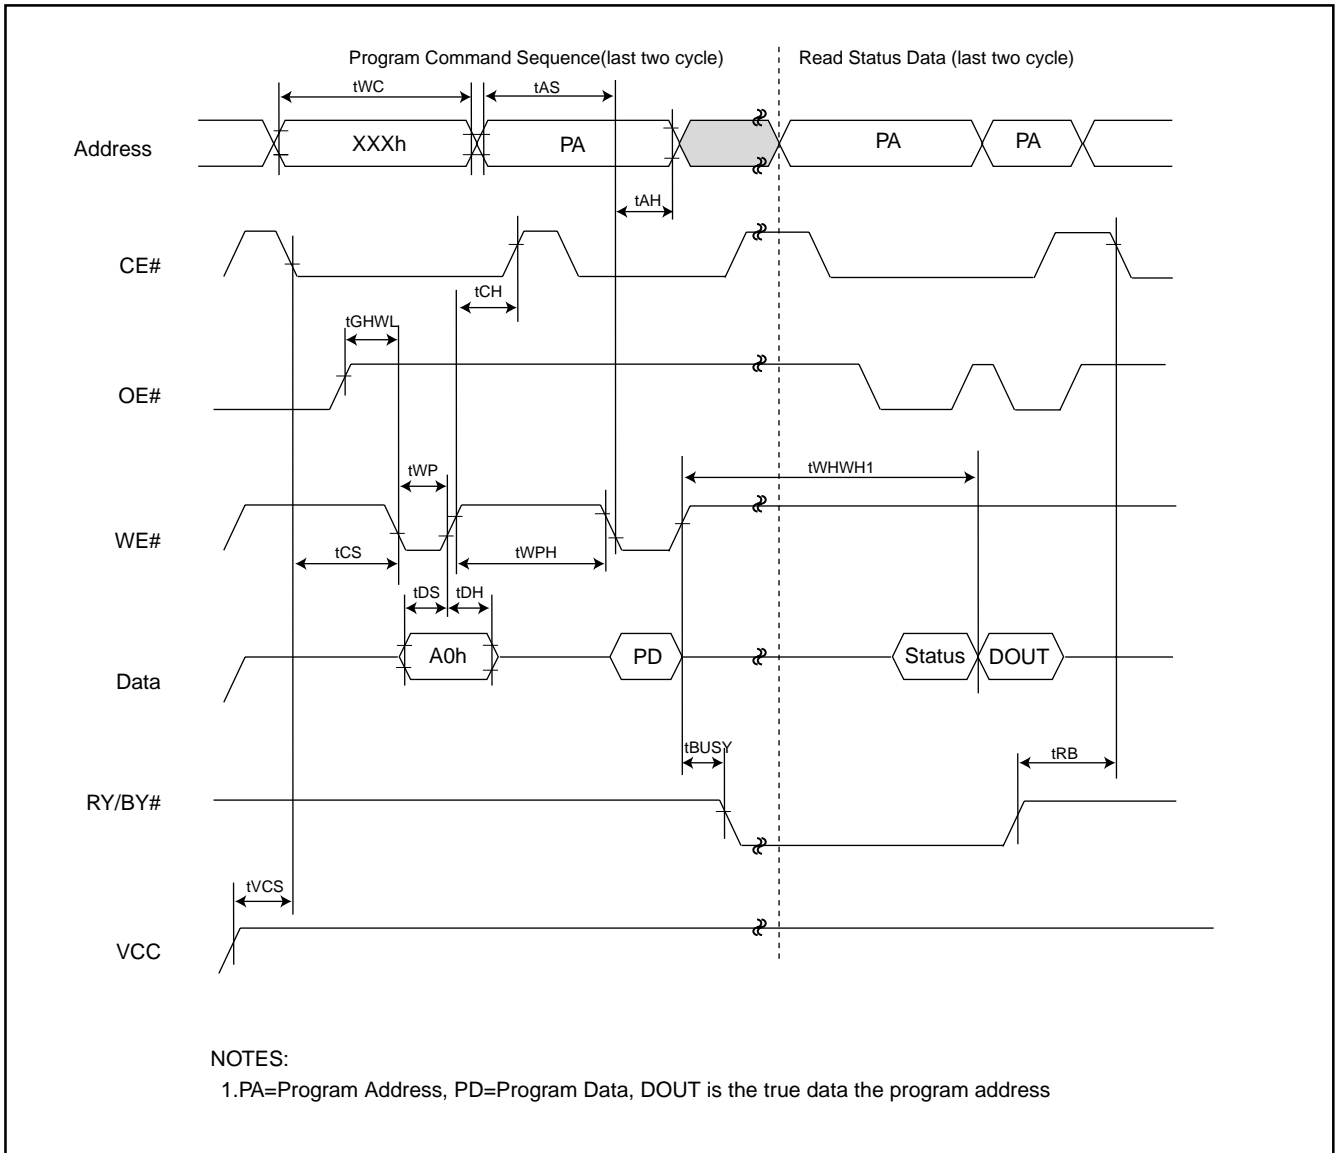 Program Command Sequence(last two cycle)
Read Status Data (last two cycle)
tWC
tAS
Address
XXXh
PA
PA
PA
tAH
CE#
tCH
tGHWL
OE#
tWP
tWHWH1
WE#
tCS
tWPH
tDS
tDH
Data
A0h
PD
Status
DOUT
tBUSY
tRB
RY/BY#
tVCS
VCC
NOTES:
1.PA=Program Address, PD=Program Data, DOUT is the true data the program address